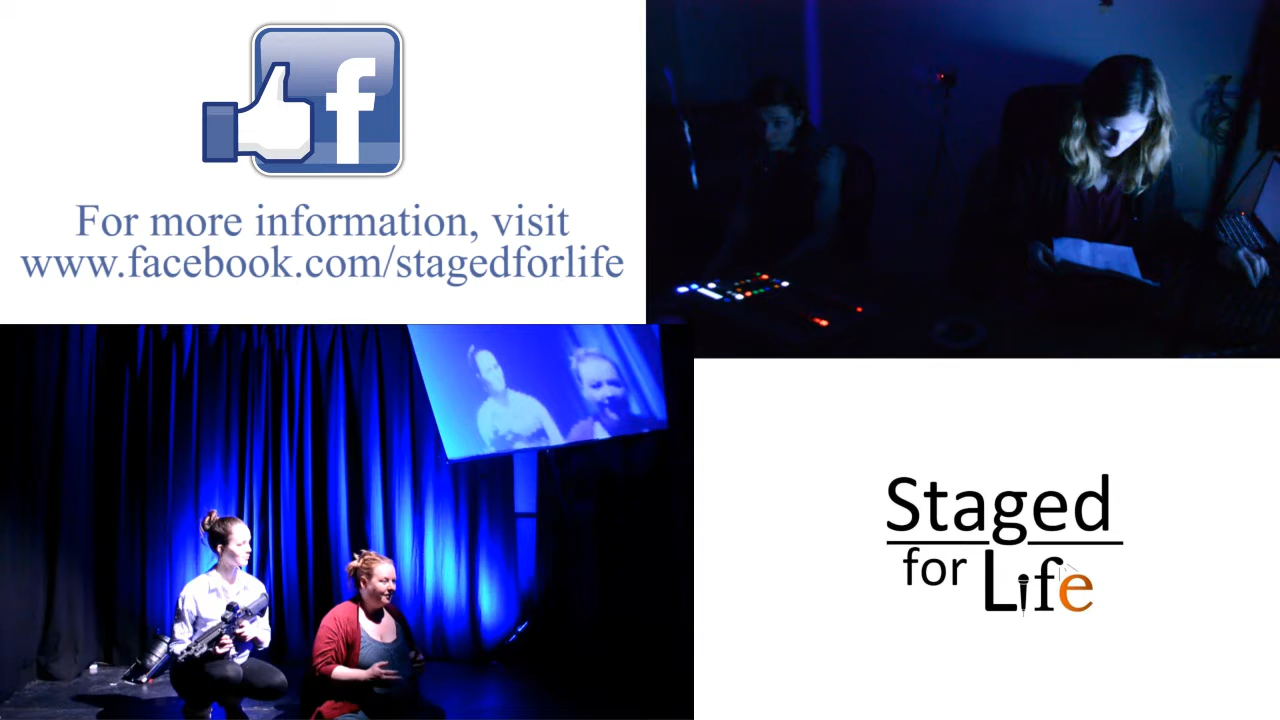 f
For more information, visit
www.facebook.com/stagedforlife
Staged
for Life